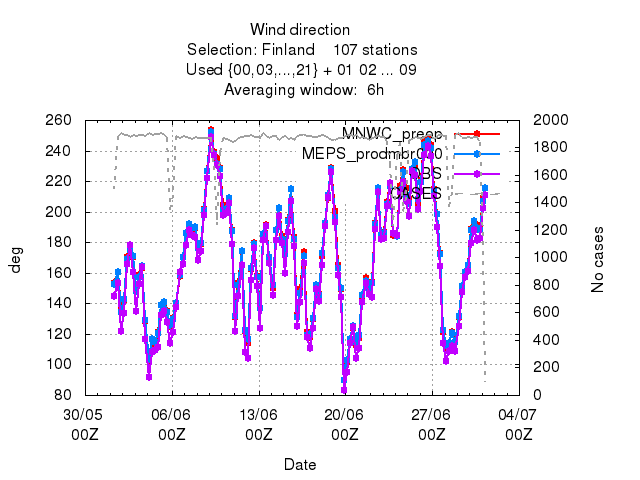 Wind direction
Selection: Finland    107 stations
Used {00,03,...,21} + 01 02 ... 09
Averaging window:  6h
260
240
220
200
180
160
140
120
100
80
deg
2000
1800
1600
1400
1200
1000
800
600
400
200
0
No cases
MNWC_preop
MEPS_prodmbr000
OBS
CASES
30/05 06/06 13/06 20/06 27/06 04/07
00Z 00Z 00Z 00Z 00Z 00Z
Date